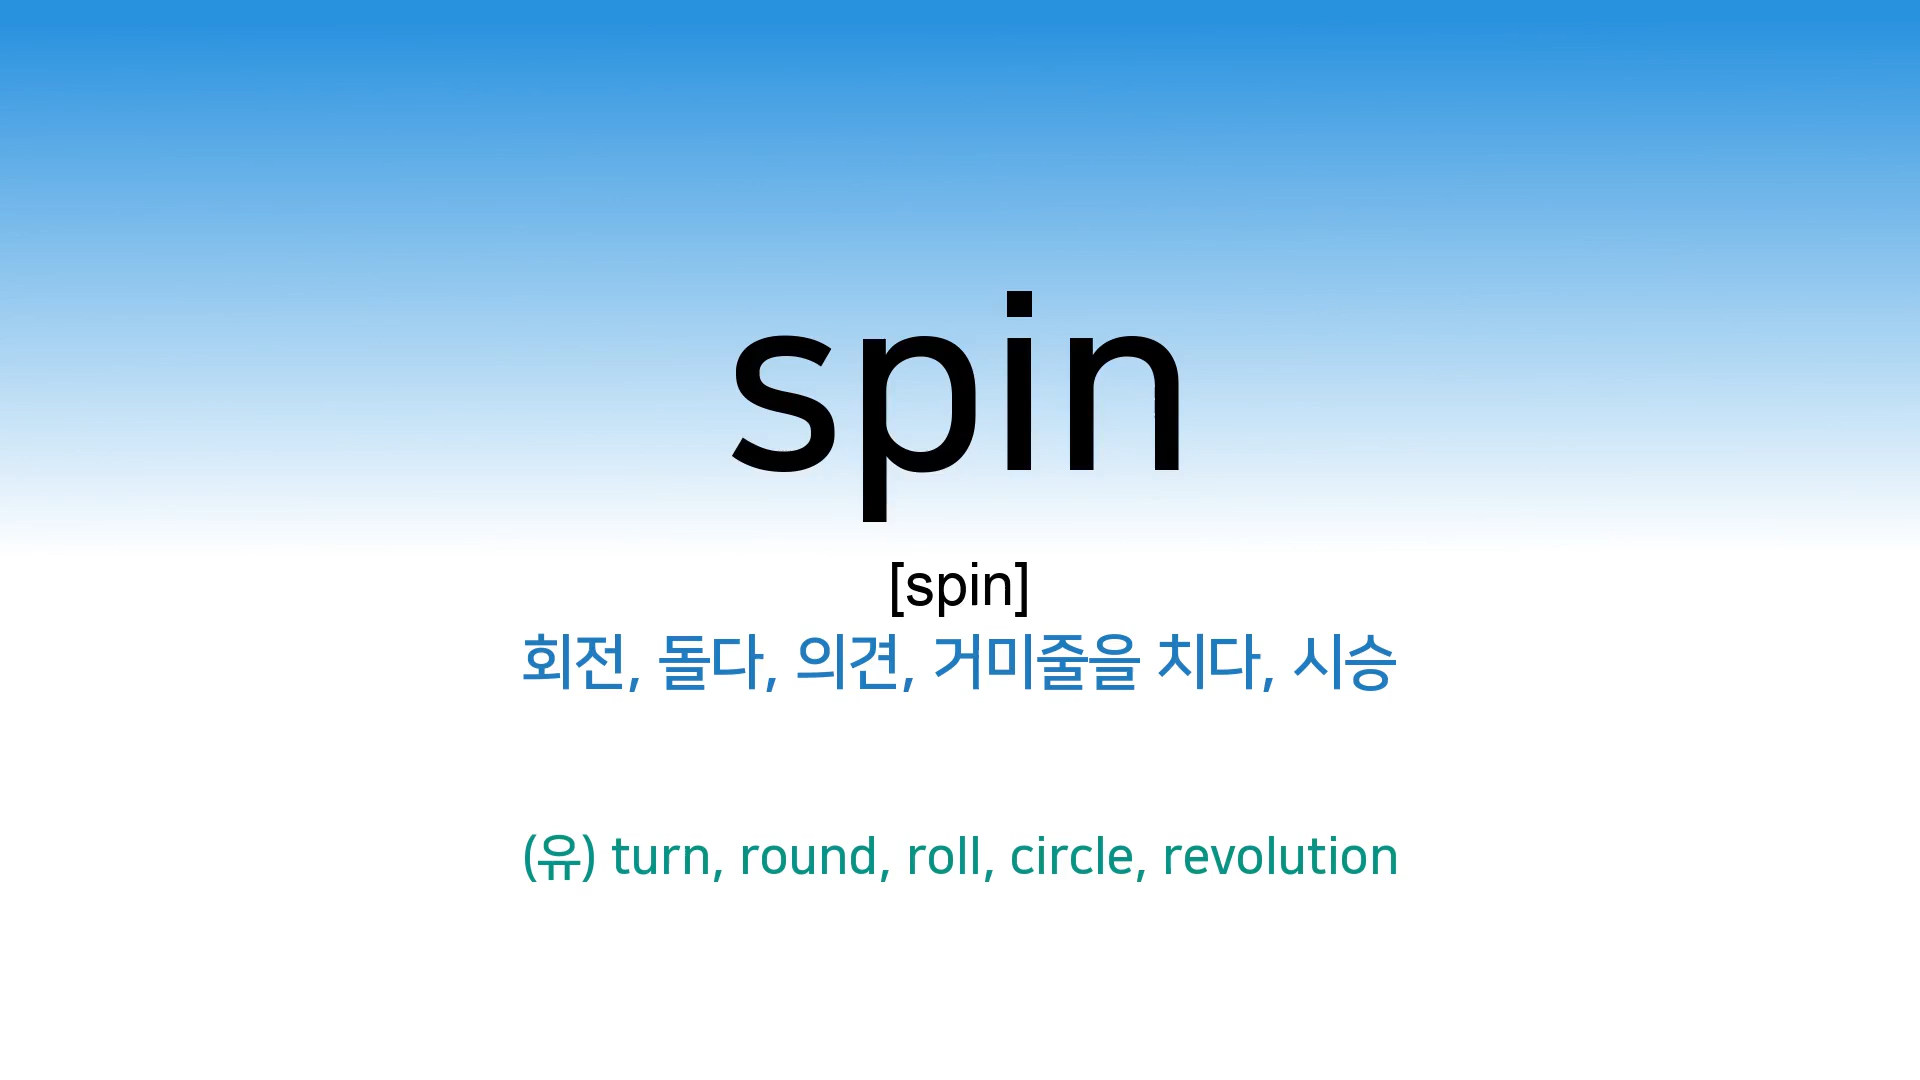 spin
[spin]
회전, 돌다, 의견, 거미줄을 치다, 시승
(유) turn, round, roll, circle, revolution